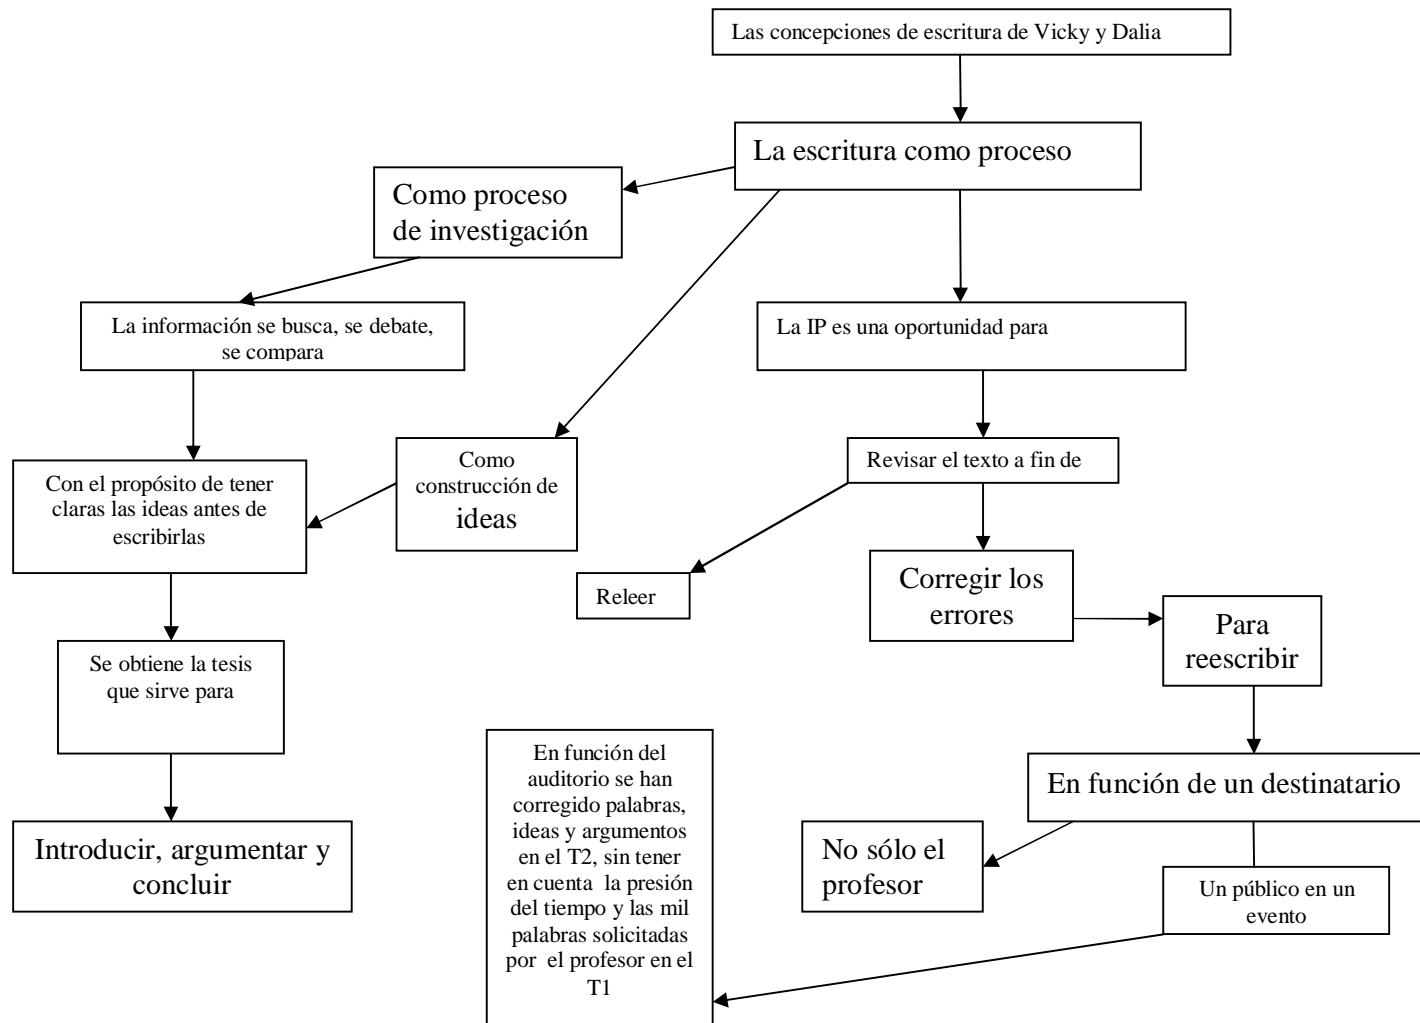 Las concepciones de escritura de Vicky y Dalia
La escritura como proceso
Como proceso
de investigación
La información se busca, se debate,
se compara
La IP es una oportunidad para
Como
construcción de
ideas
Revisar el texto a fin de
Con el propósito de tener
claras las ideas antes de
escribirlas
Releer
Corregir los
errores
Para
reescribir
Se obtiene la tesis
que sirve para
En función del
auditorio se han
corregido palabras,
ideas y argumentos
en el T2, sin tener
en cuenta la presión
del tiempo y las mil
palabras solicitadas
por el profesor en el
T1
En función de un destinatario
Introducir, argumentar y
concluir
No sólo el
profesor
Un público en un
evento